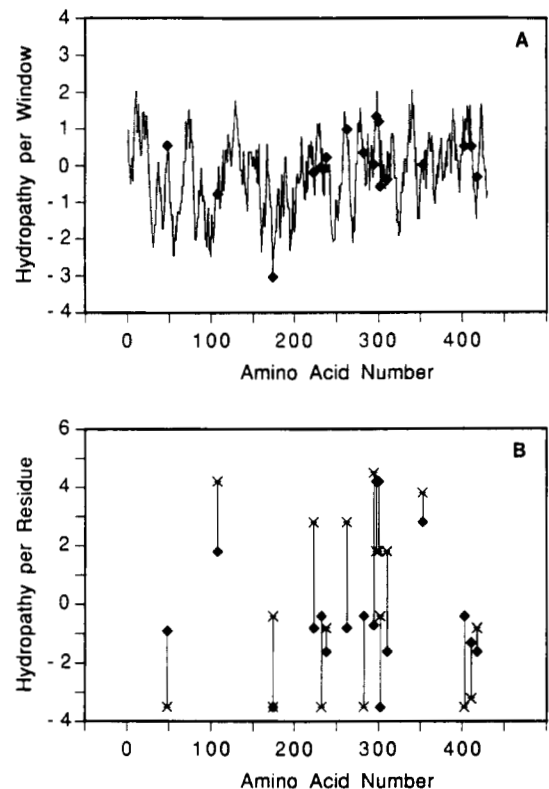 4
3
2
1
0
- 1
- 2
- 3
- 4
A
Hydropathy per Window
0 100 200 300 400
Amino Acid Number
6
4
2
0
- 2
- 4
B
Hydropathy per Residue
0 100 200 300 400
Amino Acid Number